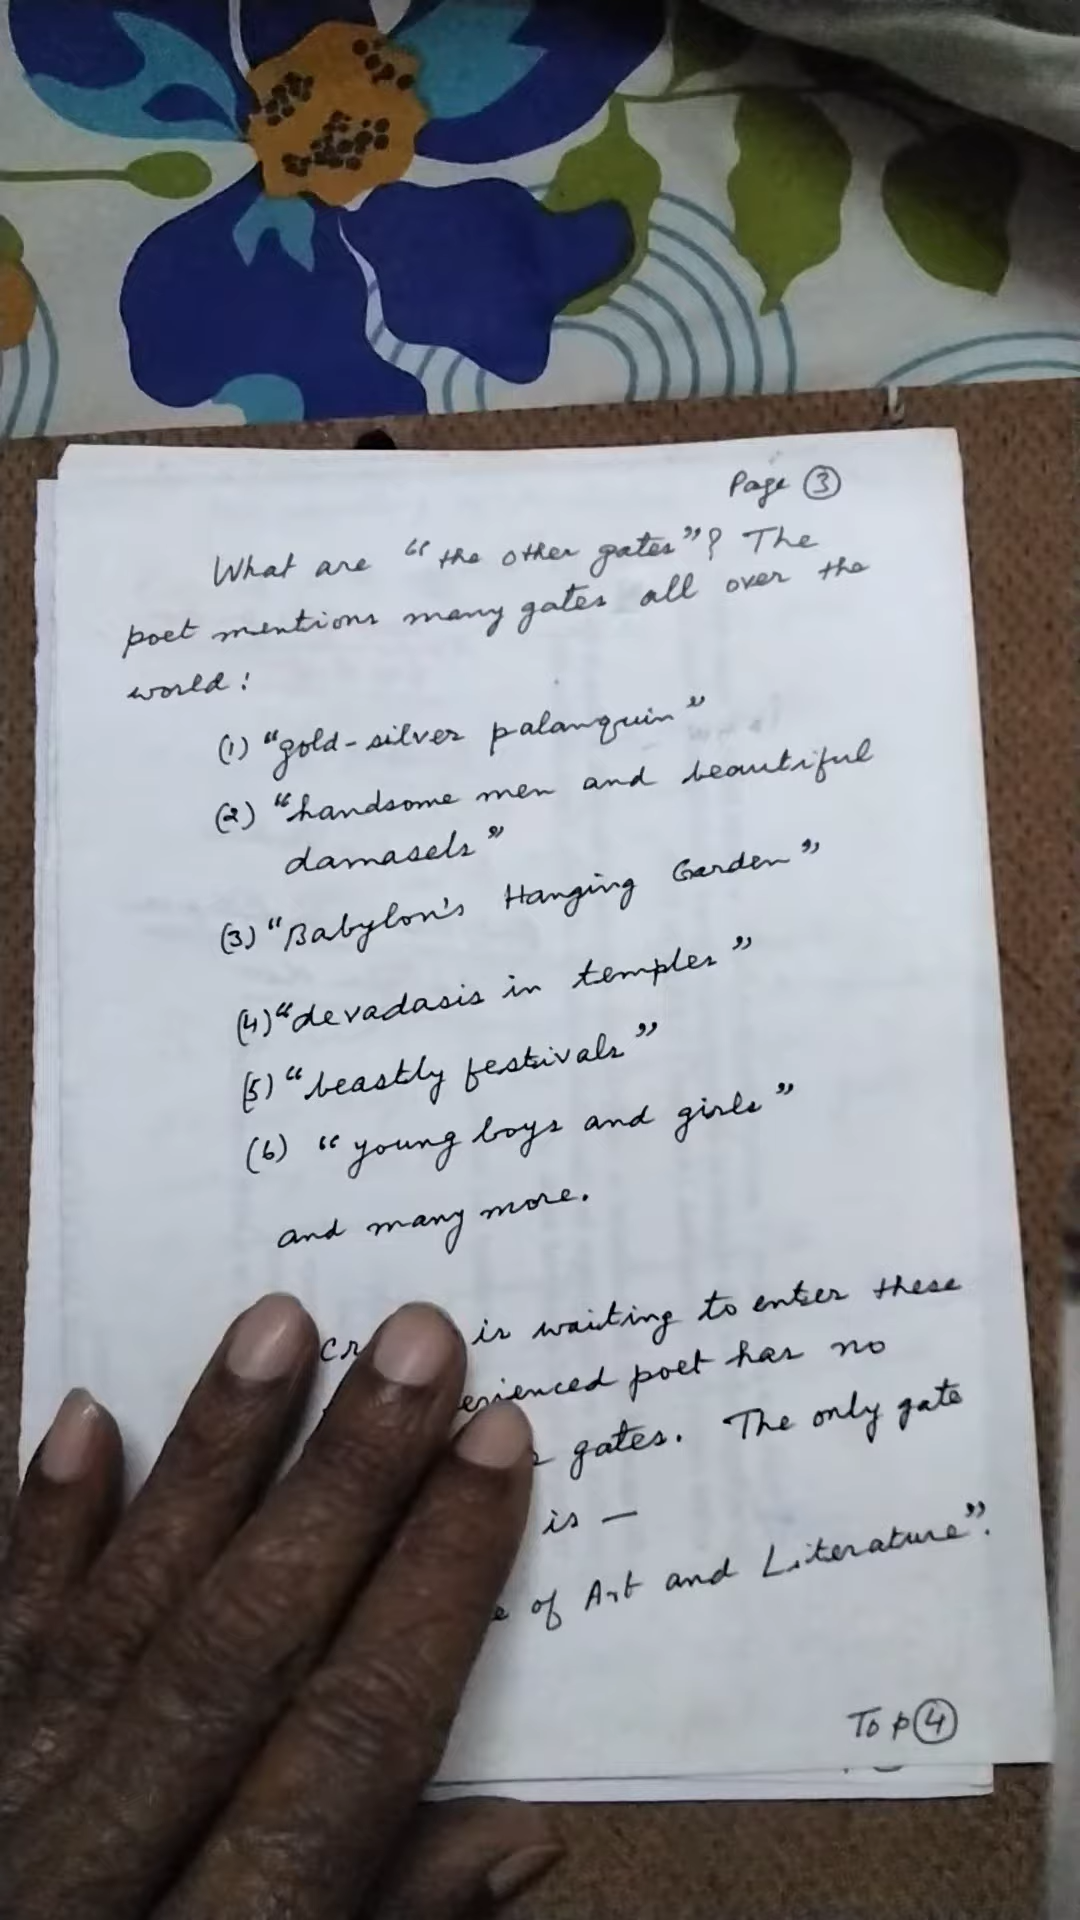 Page 3
What are "the other gates"? The
poet mentions many gates all over the
world:
(1) "gold-silver palanquin"
(2) "handsome men and beautiful
damsels"
(3) "Babylon's Hanging Garden"
(4) "devadasis in temples"
(5) "beastly festivals"
(6) "young boys and girls"
and many more.
is waiting to enter these
poet has no
gates. The only gate
is —
of Art and Literature".
To p 4